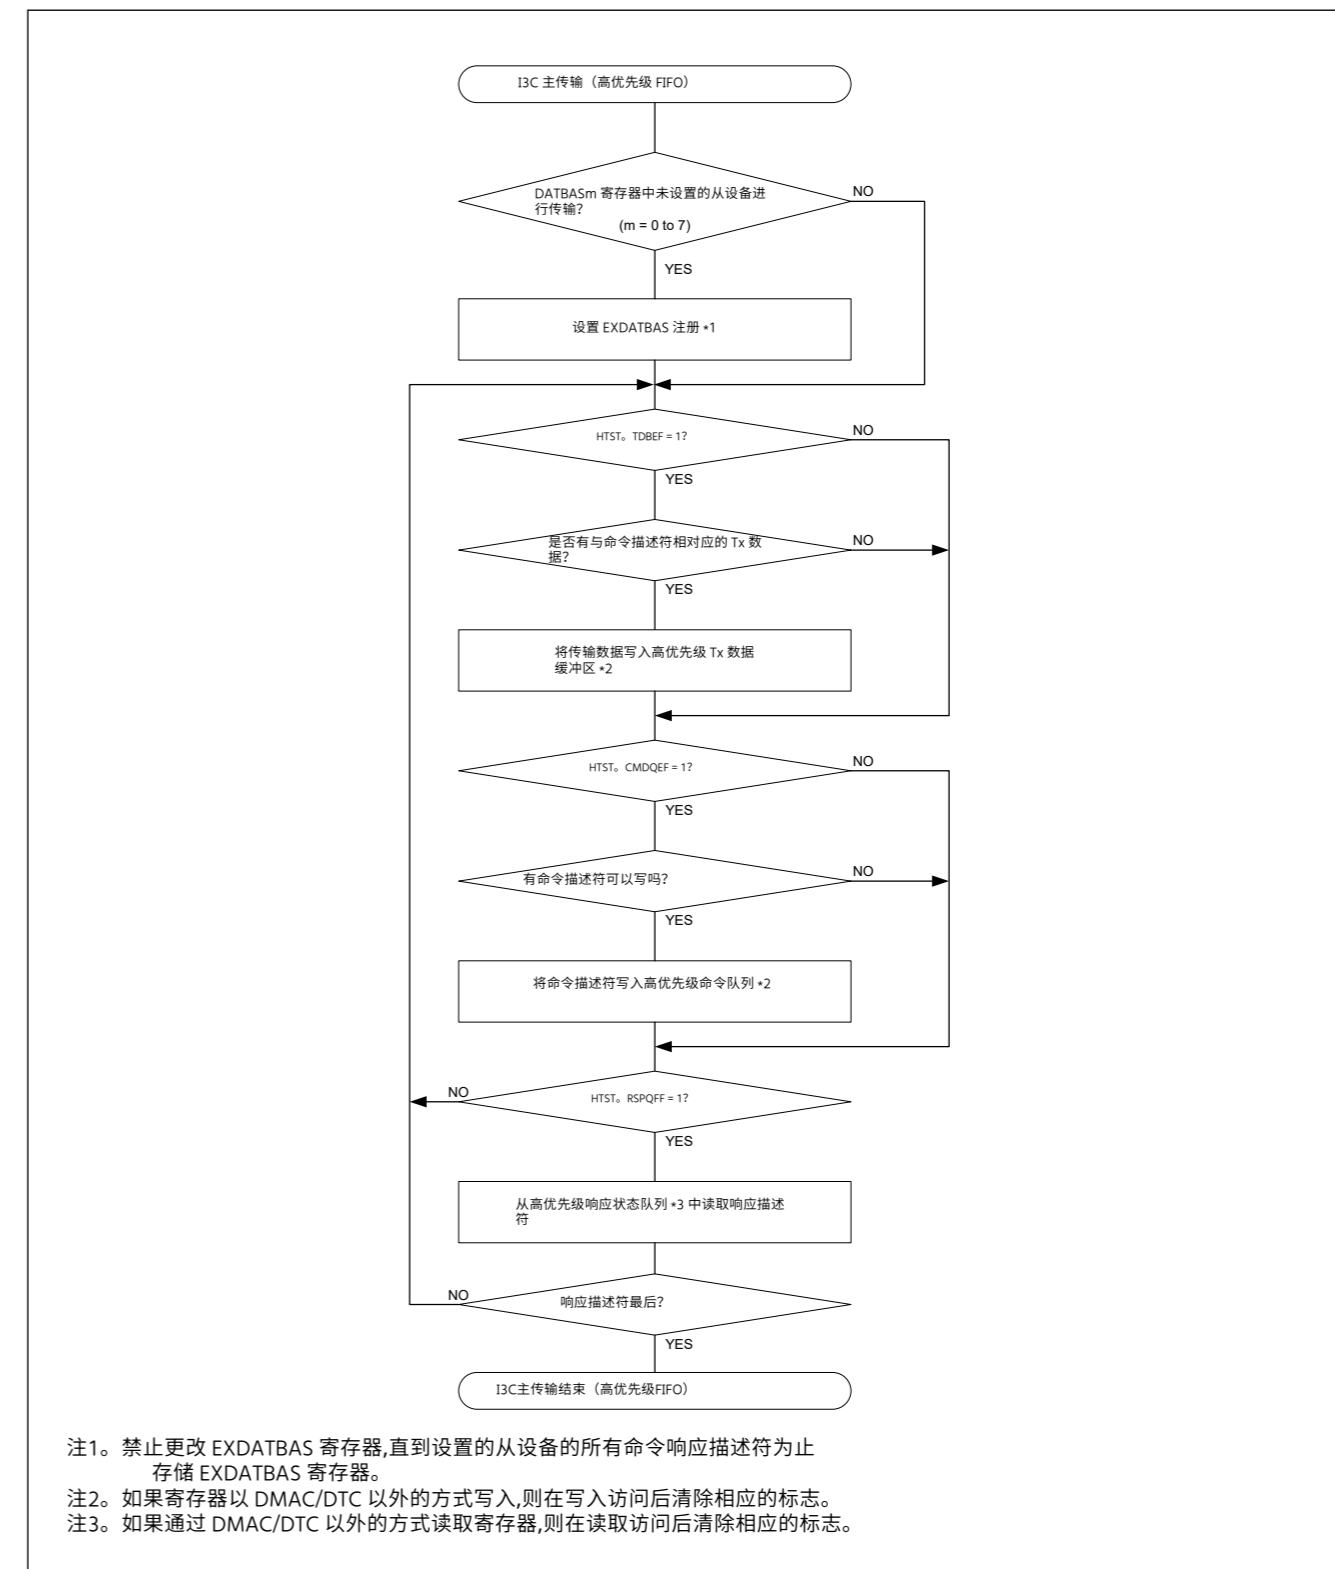 I3C 主传输（高优先级 FIFO）
DATBASm 寄存器中未设置的从设备进
行传输?
(m = 0 to 7)
NO
YES
设置 EXDATBAS 注册 *1
HTST。TDBEF = 1?
NO
YES
是否有与命令描述符相对应的 Tx 数
据?
NO
YES
将传输数据写入高优先级 Tx 数据
缓冲区 *2
HTST。CMDQEF = 1?
NO
YES
有命令描述符可以写吗?
NO
YES
将命令描述符写入高优先级命令队列 *2
NO
HTST。RSPQFF = 1?
YES
从高优先级响应状态队列 *3 中读取响应描述
符
NO
响应描述符最后?
YES
I3C主传输结束（高优先级FIFO）
注1。禁止更改 EXDATBAS 寄存器,直到设置的从设备的所有命令响应描述符为止
存储 EXDATBAS 寄存器。
注2。如果寄存器以 DMAC/DTC 以外的方式写入,则在写入访问后清除相应的标志。
注3。如果通过 DMAC/DTC 以外的方式读取寄存器,则在读取访问后清除相应的标志。